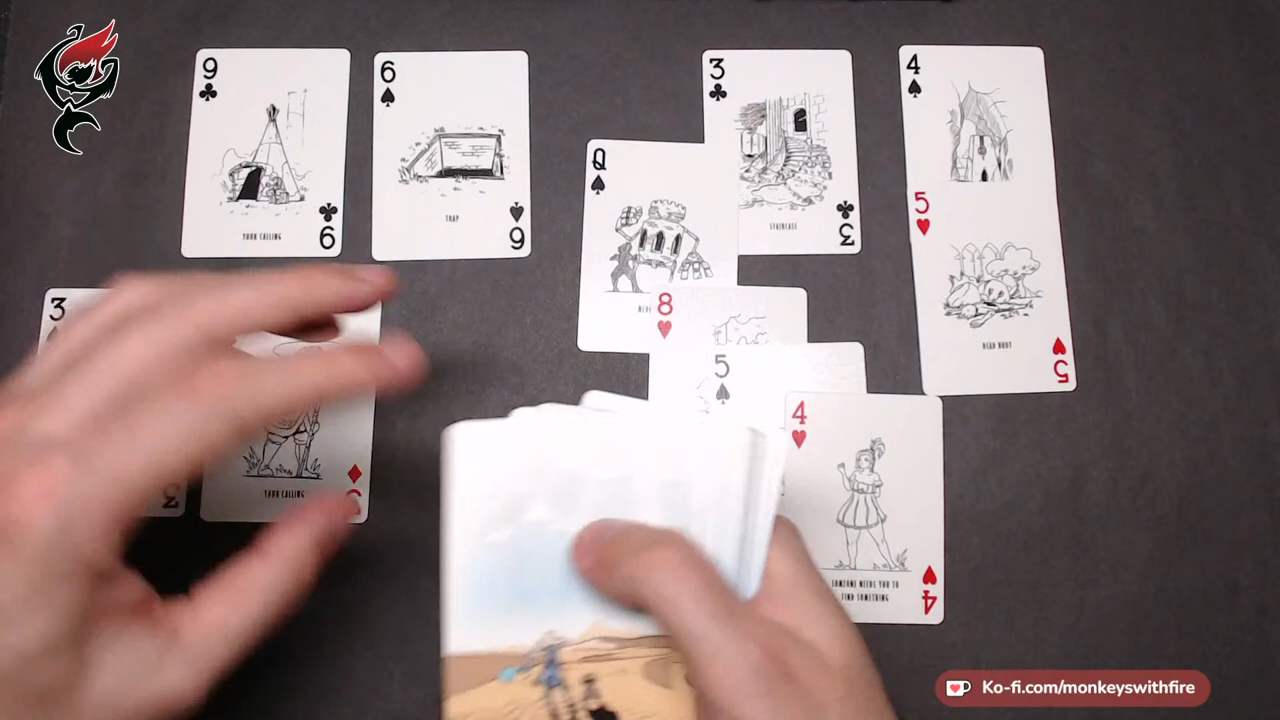 9
YOUR CALLING
9
6
TRAP
6
Q
3
STAIRCASE
3
4
5
DEAD BODY
5
3
3
YOUR CALLING
8
5
4
SOMEONE NEEDS YOU TO
FIND SOMETHING
4
Ko-fi.com/monkeyswithfire